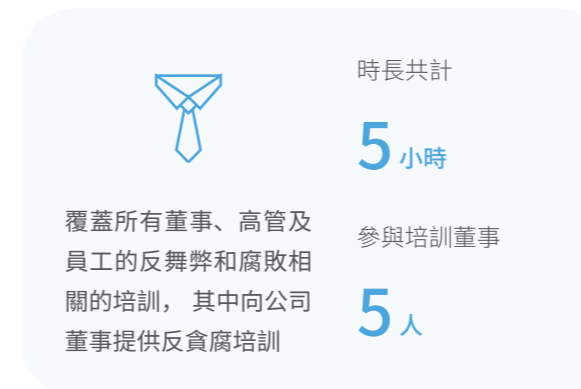 覆蓋所有董事、高管及
員工的反舞弊和腐敗相
關的培訓， 其中向公司
董事提供反貪腐培訓
時長共計
5 小時
參與培訓董事
5 人